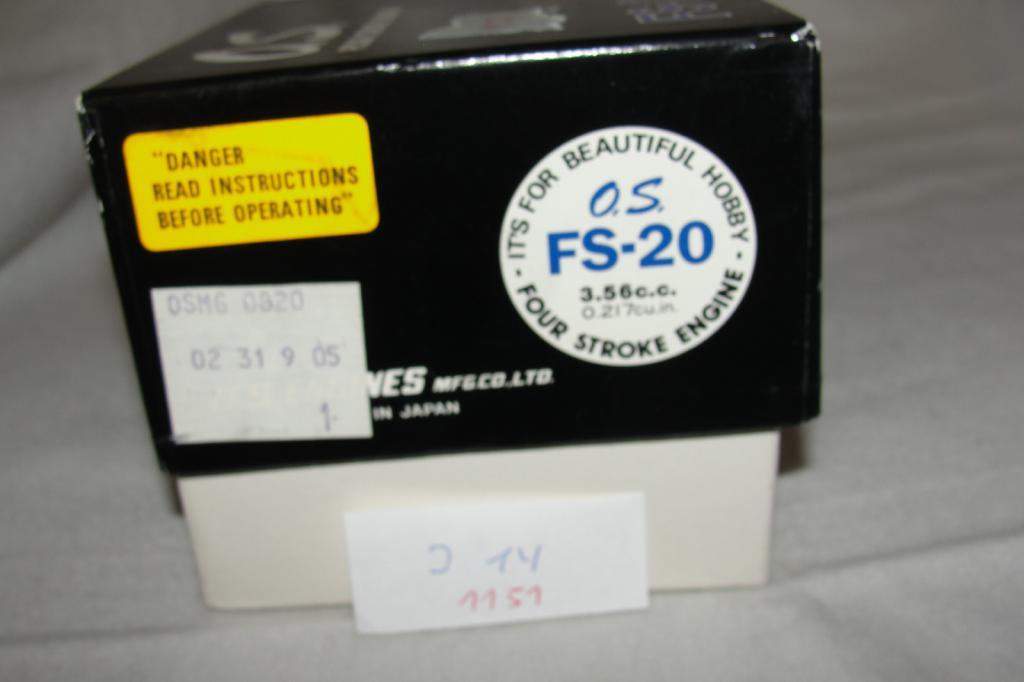 "DANGER
READ INSTRUCTIONS
BEFORE OPERATING"
· IT'S FOR BEAUTIFUL HOBBY ·
O.S.
FS-20
3.56c.c.
0.217cu.in.
FOUR STROKE ENGINE
OSMG 0820
02 31 9 05
1.
MFG.CO.,LTD.
IN JAPAN
J 14
1151